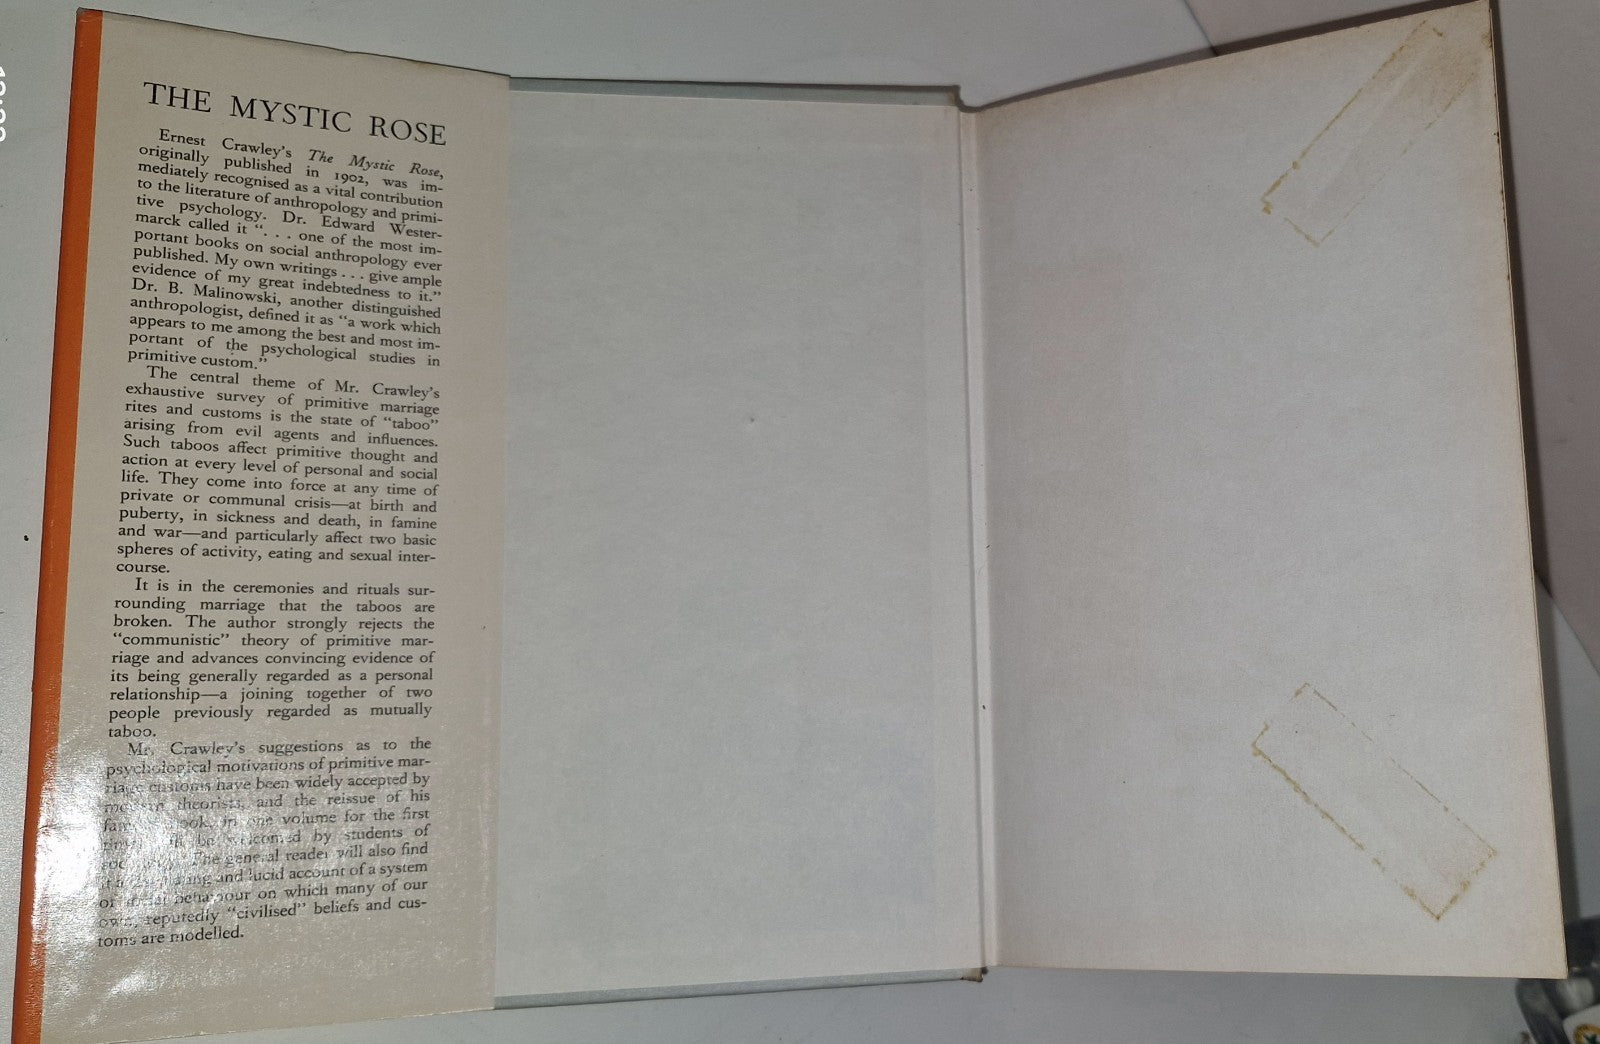 THE MYSTIC ROSE
Ernest Crawley's The Mystic Rose,
originally published in 1902, was im-
mediately recognised as a vital contribution
to the literature of anthropology and primi-
tive psychology. Dr. Edward Wester-
marck called it ". . . one of the most im-
portant books on social anthropology ever
published. My own writings . . . give ample
evidence of my great indebtedness to it."
Dr. B. Malinowski, another distinguished
anthropologist, defined it as "a work which
appears to me among the best and most im-
portant of the psychological studies in
primitive custom."
The central theme of Mr. Crawley's
exhaustive survey of primitive marriage
rites and customs is the state of "taboo"
arising from evil agents and influences.
Such taboos affect primitive thought and
action at every level of personal and social
life. They come into force at any time of
private or communal crisis—at birth and
puberty, in sickness and death, in famine
and war—and particularly affect two basic
spheres of activity, eating and sexual inter-
course.
It is in the ceremonies and rituals sur-
rounding marriage that the taboos are
broken. The author strongly rejects the
"communistic" theory of primitive mar-
riage and advances convincing evidence of
its being generally regarded as a personal
relationship—a joining together of two
people previously regarded as mutually
taboo.
Mr. Crawley's suggestions as to the
psychological motivations of primitive mar-
riage customs have been widely accepted by
modern theorists, and the reissue of his
book, in one volume for the first
will be welcomed by students of
The general reader will also find
and lucid account of a system
of behaviour on which many of our
own, reputedly "civilised" beliefs and cus-
toms are modelled.